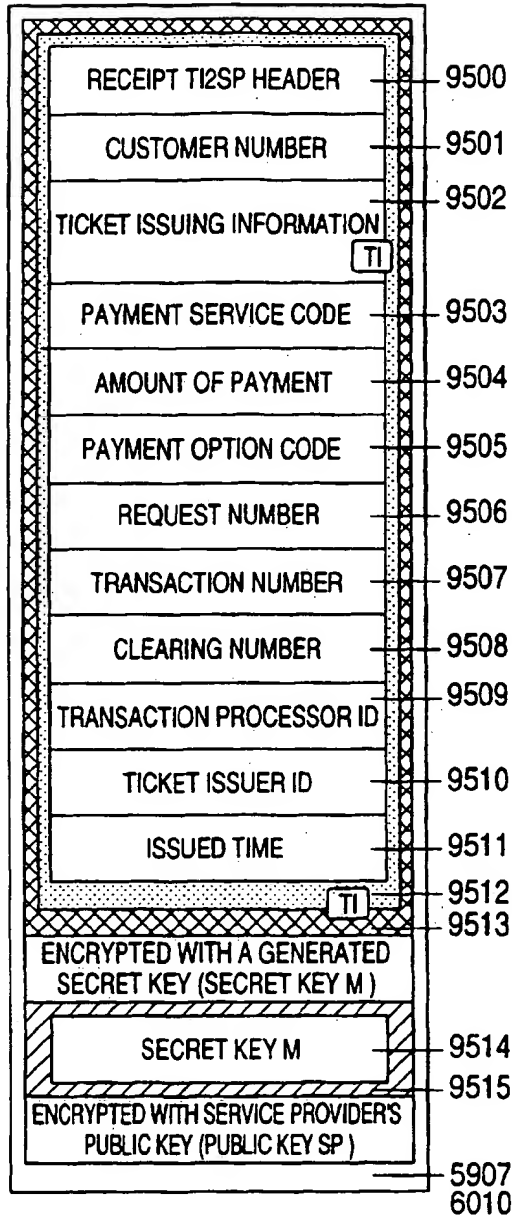 RECEIPT TI2SP HEADER 9500
CUSTOMER NUMBER 9501
9502
TICKET ISSUING INFORMATION
TI
PAYMENT SERVICE CODE 9503
AMOUNT OF PAYMENT 9504
PAYMENT OPTION CODE 9505
REQUEST NUMBER 9506
TRANSACTION NUMBER 9507
CLEARING NUMBER 9508
9509
TRANSACTION PROCESSOR ID
TICKET ISSUER ID 9510
ISSUED TIME 9511
TI 9512
9513
ENCRYPTED WITH A GENERATED
SECRET KEY (SECRET KEY M )
SECRET KEY M 9514
9515
ENCRYPTED WITH SERVICE PROVIDER'S
PUBLIC KEY (PUBLIC KEY SP )
5907
6010